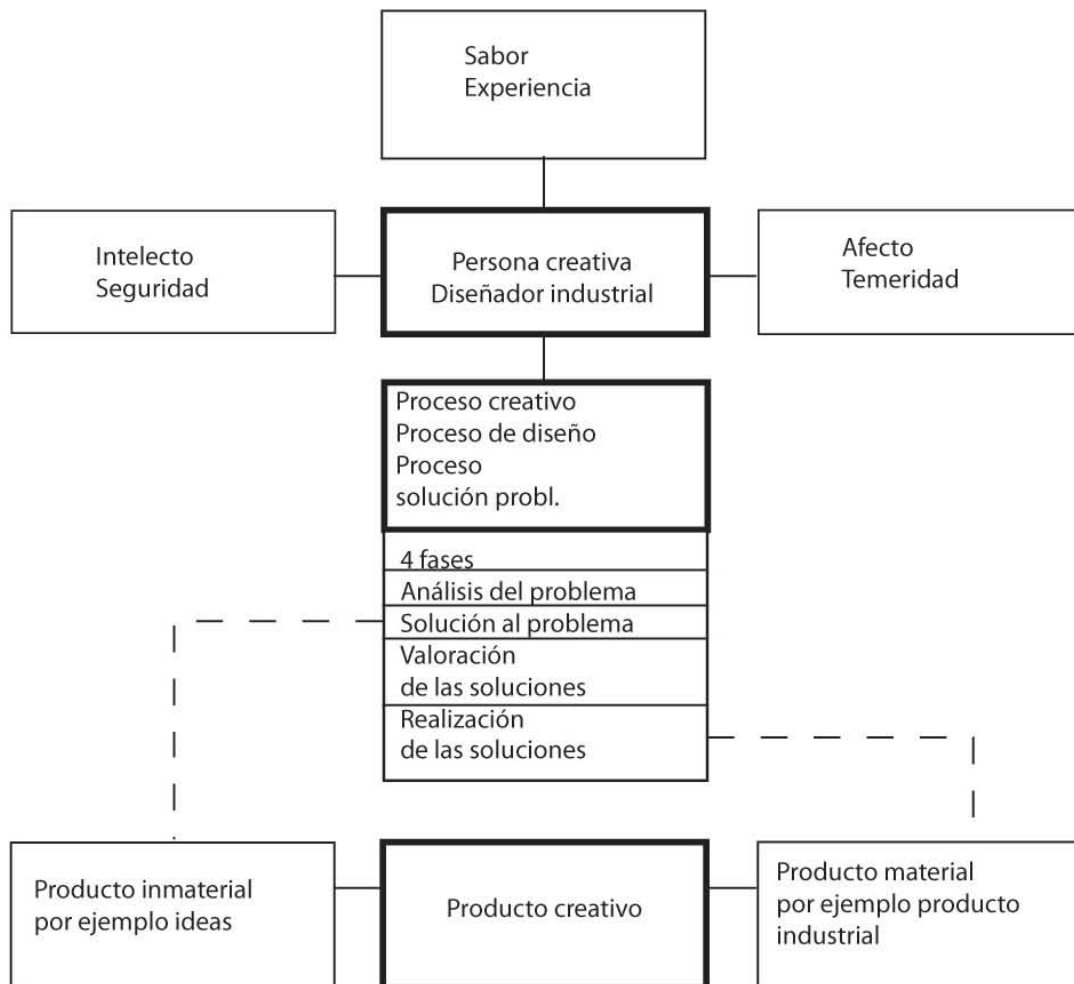 Sabor
Experiencia
Intelecto
Seguridad
Persona creativa
Diseñador industrial
Afecto
Temeridad
Proceso creativo
Proceso de diseño
Proceso
solución probl.
4 fases
Análisis del problema
Solución al problema
Valoración
de las soluciones
Realización
de las soluciones
Producto inmaterial
por ejemplo ideas
Producto creativo
Producto material
por ejemplo producto
industrial